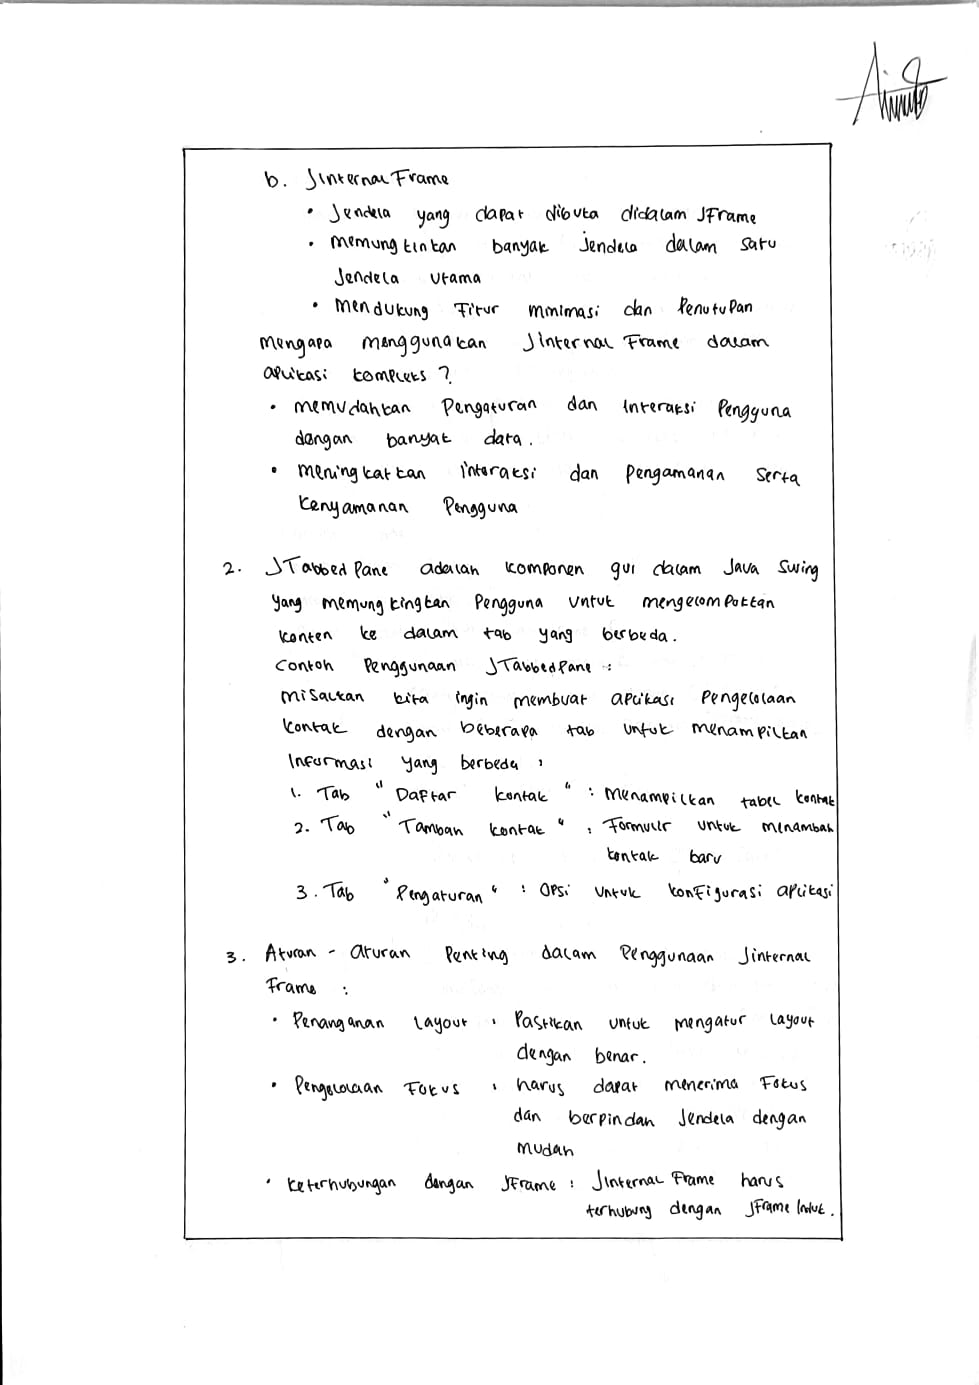 b. JInternal Frame
• Jendela yang dapat dibuta didalam JFrame
• Memungkinkan banyak jendela dalam satu
Jendela utama
• Mendukung Fitur mnimasi dan Penutupan
Mengapa menggunakan JInternal Frame dalam
aplikasi kompleks ?
• Memudahkan Pengaturan dan interaksi Pengguna
dengan banyak data.
• Meningkatkan interaksi dan Pengamanan serta
kenyamanan Pengguna
2. JTabbed Pane adalah komponen gui dalam Java Swing
Yang memungkingkan Pengguna untuk mengelompokkan
konten ke dalam tab yang berbeda.
Contoh Penggunaan JTabbedPane :
Misalkan kita ingin membuat aplikasi Pengelolaan
kontak dengan beberapa tab untuk menampilkan
Informasi yang berbeda :
1. Tab " Daftar kontak " : Menampilkan tabel kontak
2. Tab " Tambah kontak " : Formulir untuk menambah
kontak baru
3. Tab " Pengaturan " : Opsi untuk konfigurasi aplikasi
3. Aturan - aturan Penting dalam Penggunaan Jinternal
Frame :
• Penanganan layout : Pastikan untuk mengatur layout
dengan benar.
• Pengelolaan Fokus : harus dapat menerima Fokus
dan berpindah Jendela dengan
mudah
• keterhubungan dengan JFrame : JInternal Frame harus
terhubung dengan JFrame Induk.